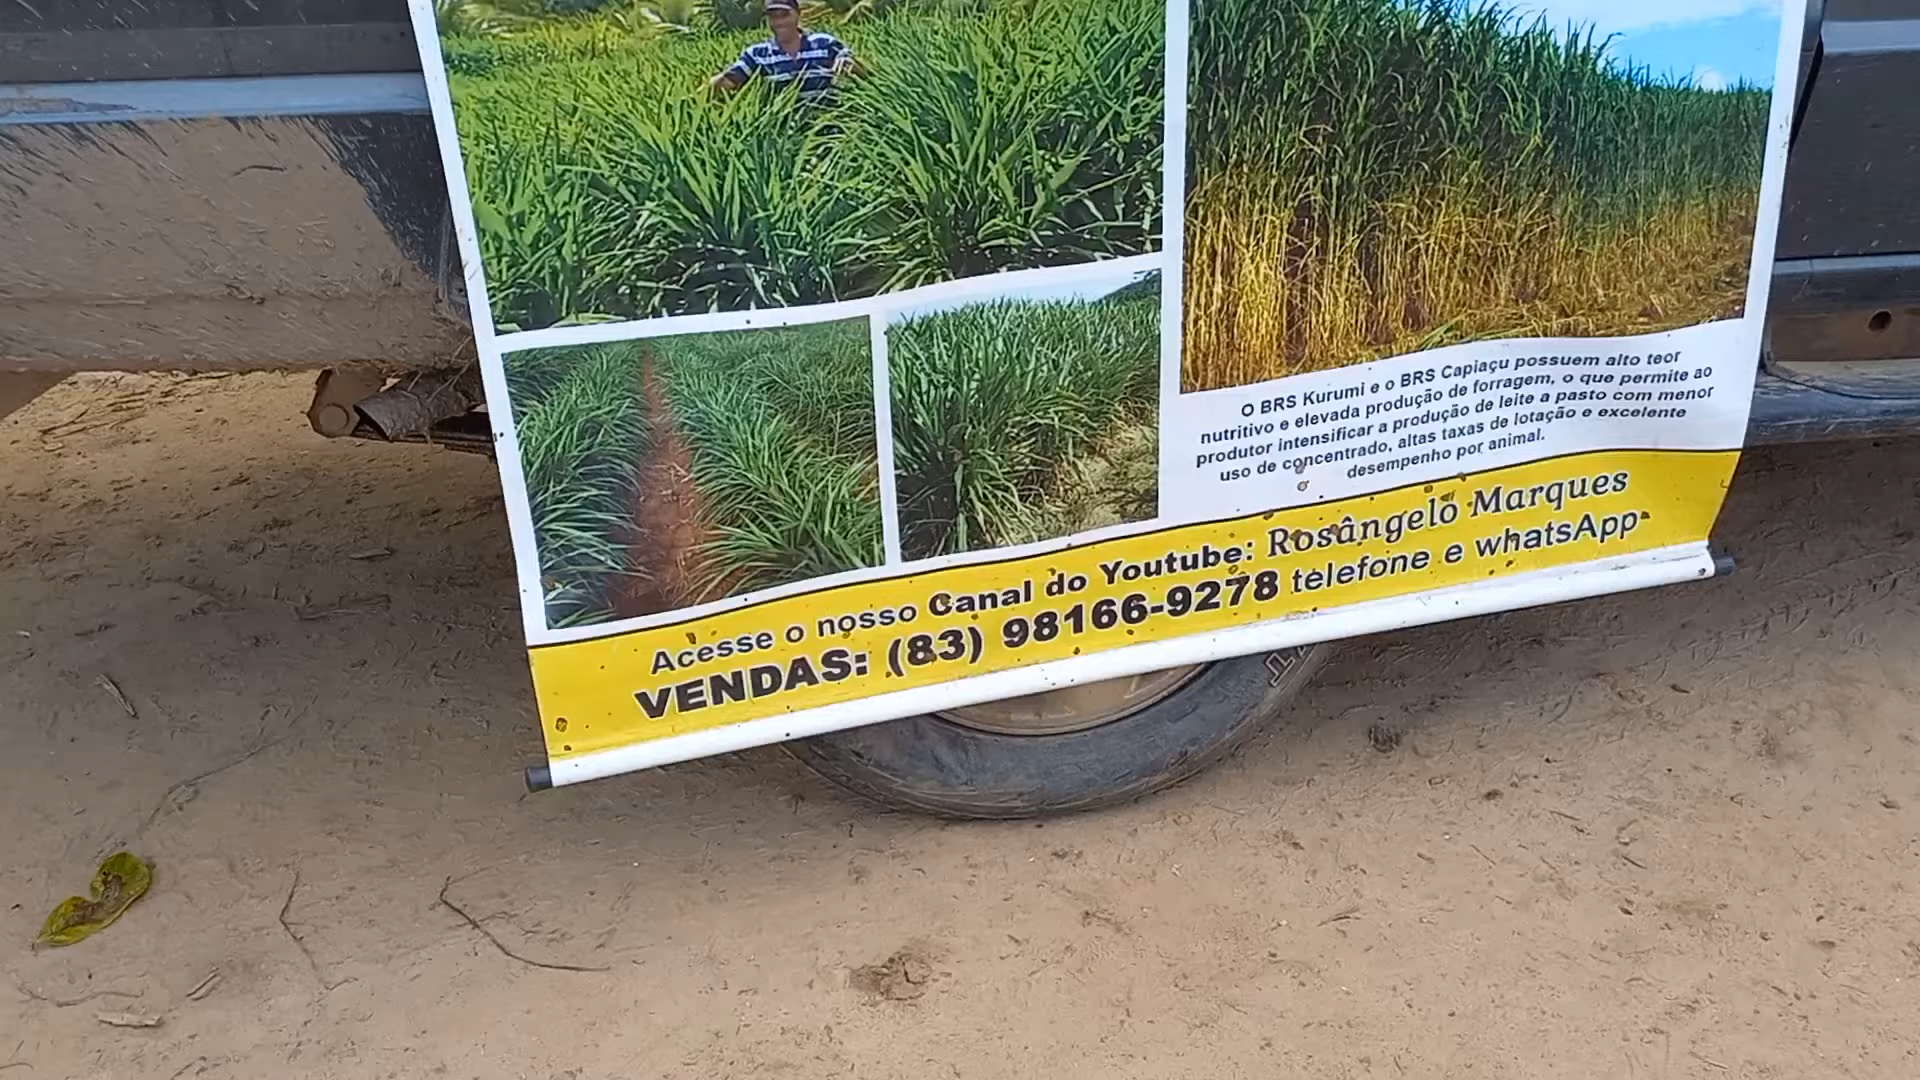 O BRS Kurumi e o BRS Capiaçu possuem alto teor
nutritivo e elevada produção de forragem, o que permite ao
produtor intensificar a produção de leite a pasto com menor
uso de concentrado, altas taxas de lotação e excelente
desempenho por animal.
Acesse o nosso Canal do Youtube: Rosângelo Marques
VENDAS: (83) 98166-9278 telefone e whatsApp